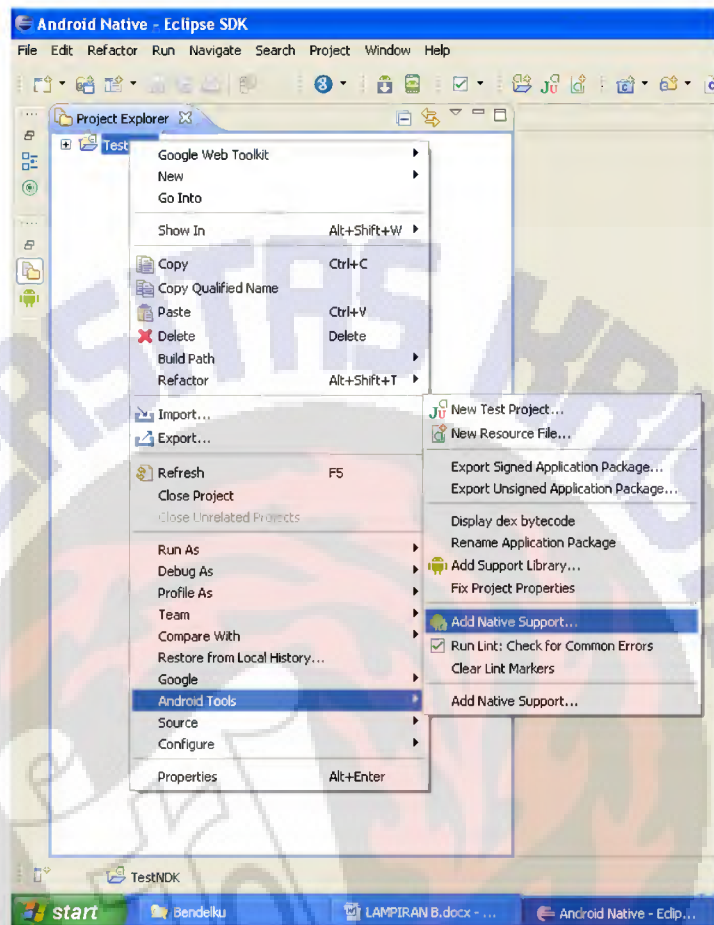 Android Native - Eclipse SDK
File Edit Refactor Run Navigate Search Project Window Help
Project Explorer
Test
Google Web Toolkit
New
Go Into
Show In Alt+Shift+W
Copy Ctrl+C
Copy Qualified Name
Paste Ctrl+V
Delete Delete
Build Path
Refactor Alt+Shift+T
Import...
Export...
Refresh F5
Close Project
Close Unrelated Projects
Run As
Debug As
Profile As
Team
Compare With
Restore from Local History...
Google
Android Tools
Source
Configure
Properties Alt+Enter
New Test Project...
New Resource File...
Export Signed Application Package...
Export Unsigned Application Package...
Display dex bytecode
Rename Application Package
Add Support Library...
Fix Project Properties
Add Native Support...
Run Lint: Check for Common Errors
Clear Lint Markers
Add Native Support...
TestNDK
start Bendelku LAMPIRAN B.docx - ... Android Native - Eclip...